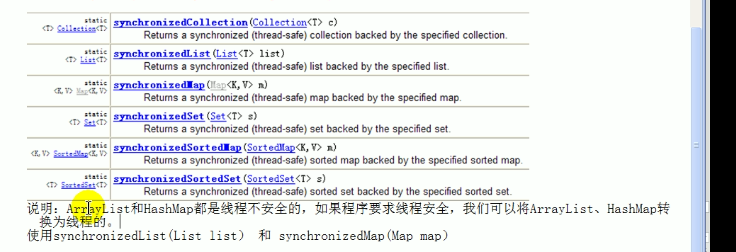 static
<T> Collection<T>
synchronizedCollection(Collection<T> c)
Returns a synchronized (thread-safe) collection backed by the specified collection.
static
<T> List<T>
synchronizedList(List<T> list)
Returns a synchronized (thread-safe) list backed by the specified list.
static
<K,V> Map<K,V>
synchronizedMap(Map<K,V> m)
Returns a synchronized (thread-safe) map backed by the specified map.
static
<T> Set<T>
synchronizedSet(Set<T> s)
Returns a synchronized (thread-safe) set backed by the specified set.
static
<K,V> SortedMap<K,V>
synchronizedSortedMap(SortedMap<K,V> m)
Returns a synchronized (thread-safe) sorted map backed by the specified sorted map.
static
<T> SortedSet<T>
synchronizedSortedSet(SortedSet<T> s)
Returns a synchronized (thread-safe) sorted set backed by the specified sorted set.
说明：ArrayList和HashMap都是线程不安全的，如果程序要求线程安全，我们可以将ArrayList、HashMap转
换为线程的。
使用synchronizedList(List list） 和 synchronizedMap(Map map）